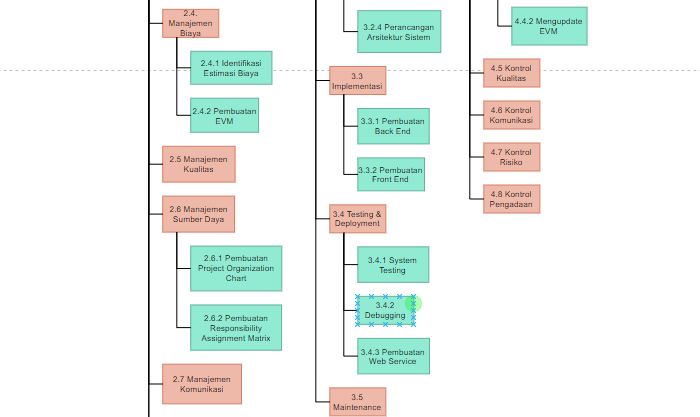 2.4.
Manajemen
Biaya
2.4.1 Identifikasi
Estimasi Biaya
2.4.2 Pembuatan
EVM
2.5 Manajemen
Kualitas
2.6 Manajemen
Sumber Daya
2.6.1 Pembuatan
Project Organization
Chart
2.6.2 Pembuatan
Responsibility
Assignment Matrix
2.7 Manajemen
Komunikasi
3.2.4 Perancangan
Arsitektur Sistem
3.3
Implementasi
3.3.1 Pembuatan
Back End
3.3.2 Pembuatan
Front End
3.4 Testing &
Deployment
3.4.1 System
Testing
3.4.2
Debugging
3.4.3 Pembuatan
Web Service
3.5
Maintenance
4.4.2 Mengupdate
EVM
4.5 Kontrol
Kualitas
4.6 Kontrol
Komunikasi
4.7 Kontrol
Risiko
4.8 Kontrol
Pengadaan